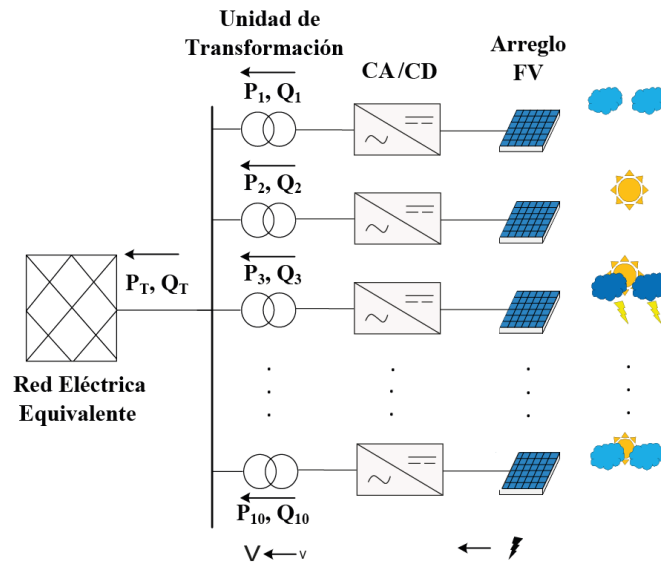 Unidad de
Transformación
CA/CD
Arreglo
FV
P1, Q1
P2, Q2
P3, Q3
PT, QT
Red Eléctrica
Equivalente
P10, Q10
V v